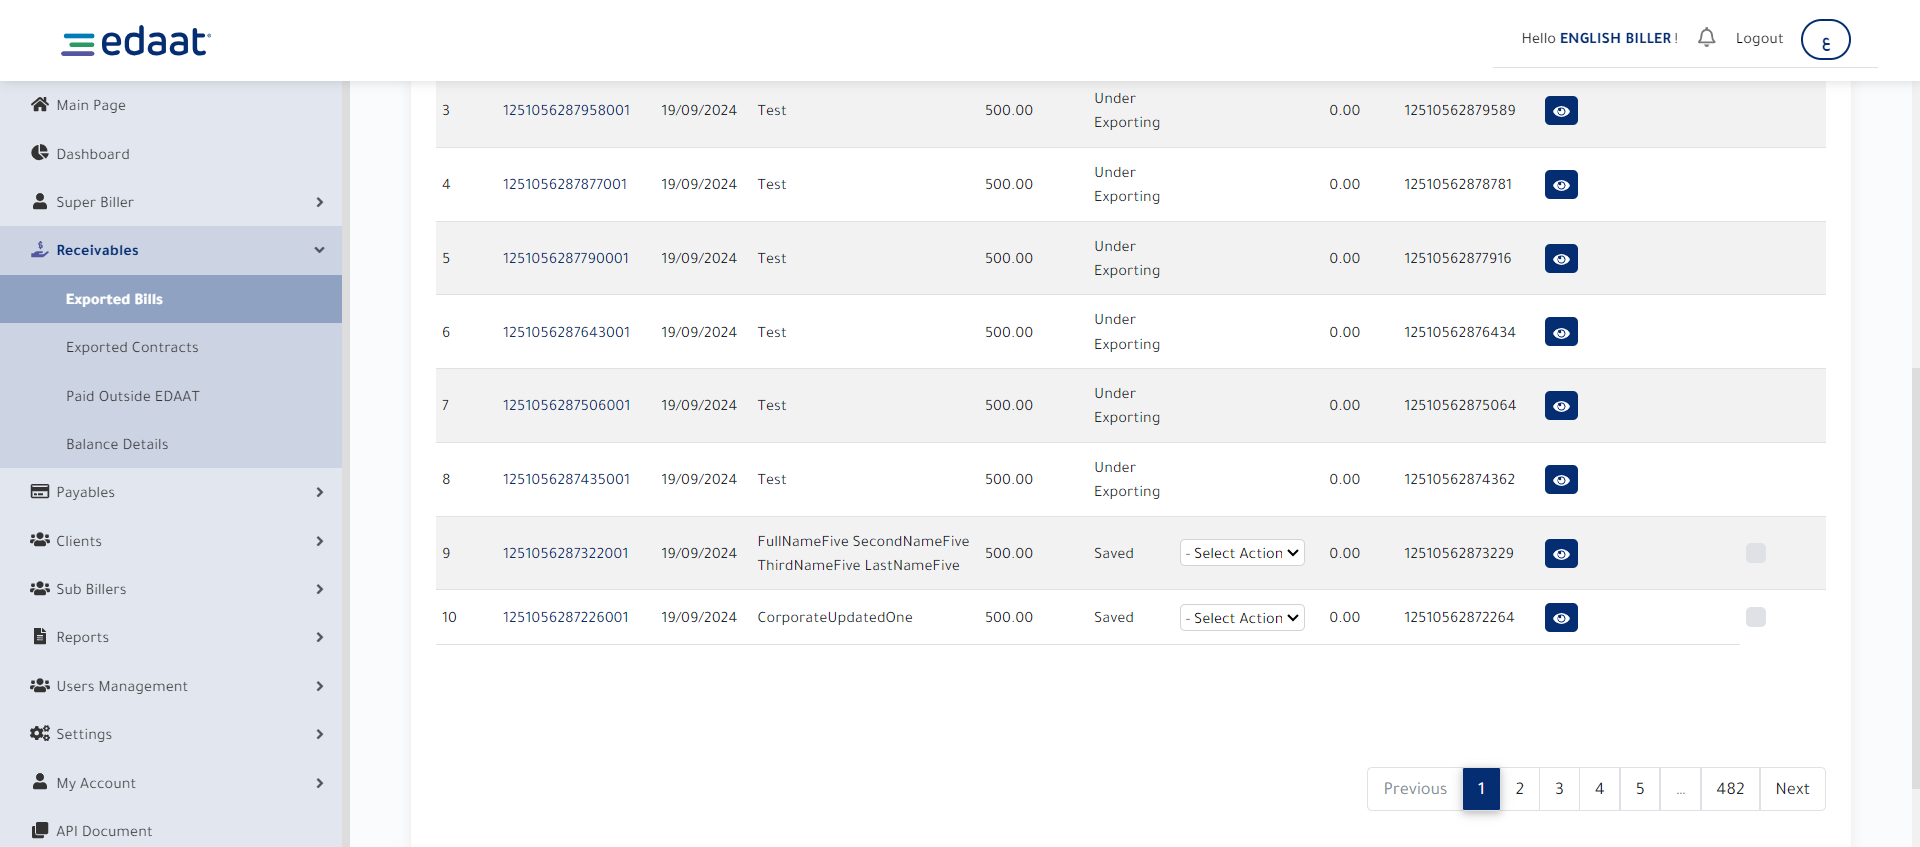 edaat
Hello ENGLISH BILLER !
Logout
ع
Main Page
Dashboard
Super Biller
Receivables
Exported Bills
Exported Contracts
Paid Outside EDAAT
Balance Details
Payables
Clients
Sub Billers
Reports
Users Management
Settings
My Account
API Document
3 1251056287958001 19/09/2024 Test 500.00 Under Exporting 0.00 12510562879589
4 1251056287877001 19/09/2024 Test 500.00 Under Exporting 0.00 12510562878781
5 1251056287790001 19/09/2024 Test 500.00 Under Exporting 0.00 12510562877916
6 1251056287643001 19/09/2024 Test 500.00 Under Exporting 0.00 12510562876434
7 1251056287506001 19/09/2024 Test 500.00 Under Exporting 0.00 12510562875064
8 1251056287435001 19/09/2024 Test 500.00 Under Exporting 0.00 12510562874362
9 1251056287322001 19/09/2024 FullNameFive SecondNameFive ThirdNameFive LastNameFive 500.00 Saved - Select Action 0.00 12510562873229
10 1251056287226001 19/09/2024 CorporateUpdatedOne 500.00 Saved - Select Action 0.00 12510562872264
Previous 1 2 3 4 5 ... 482 Next